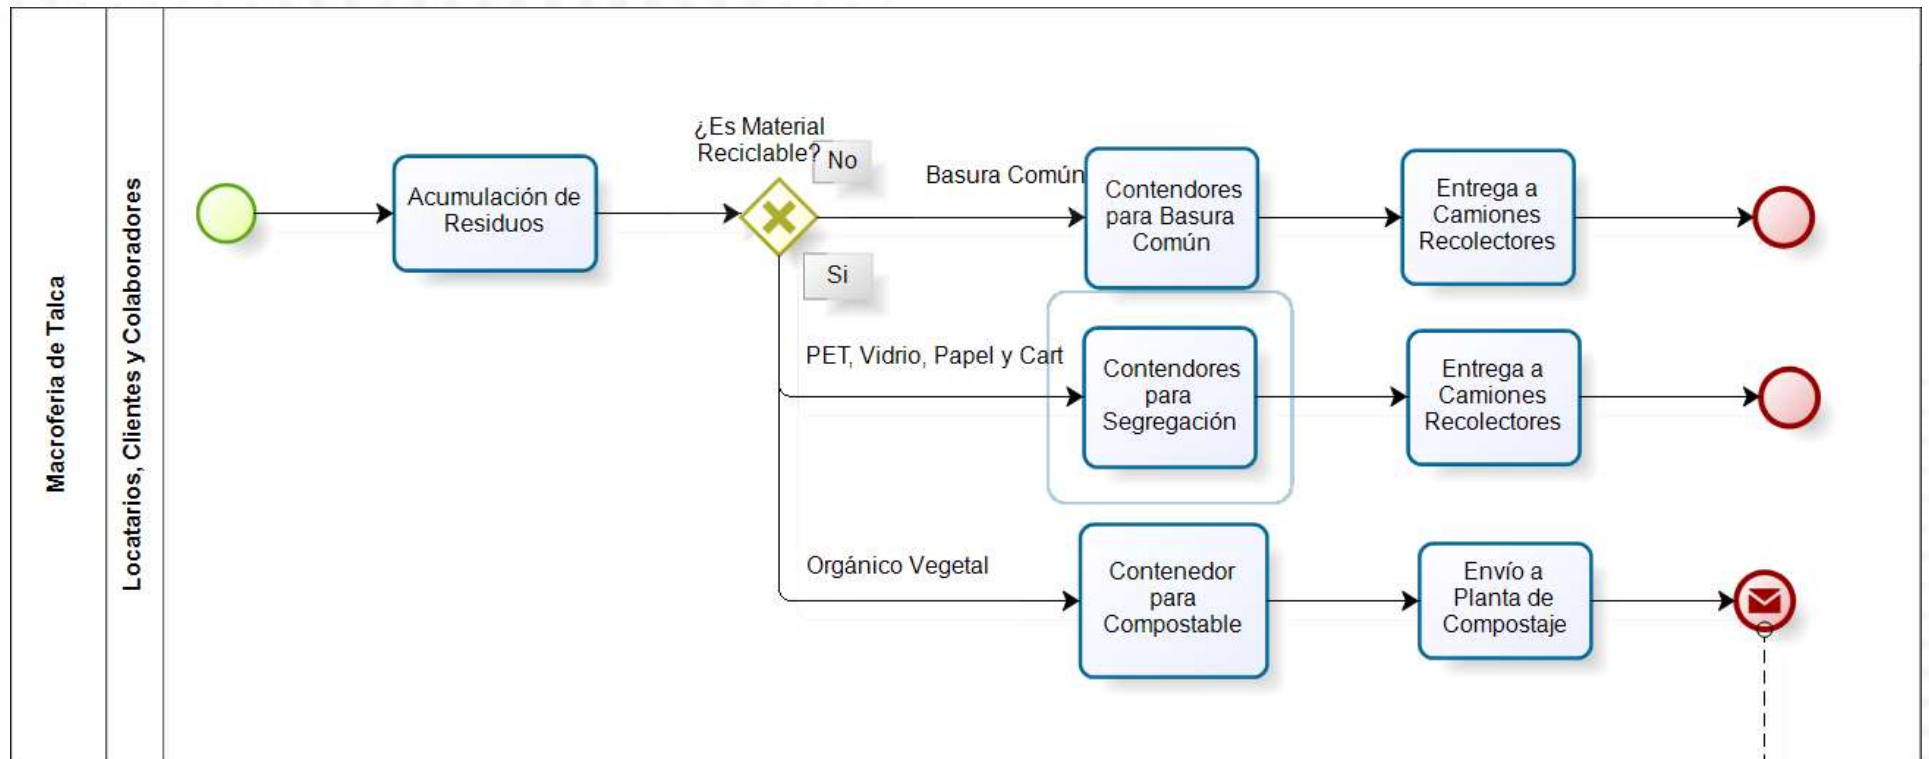 Macroferia de Talca
Locatarios, Clientes y Colaboradores
Acumulación de
Residuos
¿Es Material
Reciclable?
No
Si
Basura Común
Contendores
para Basura
Común
Entrega a
Camiones
Recolectores
PET, Vidrio, Papel y Cart
Contendores
para
Segregación
Entrega a
Camiones
Recolectores
Orgánico Vegetal
Contenedor
para
Compostable
Envío a
Planta de
Compostaje